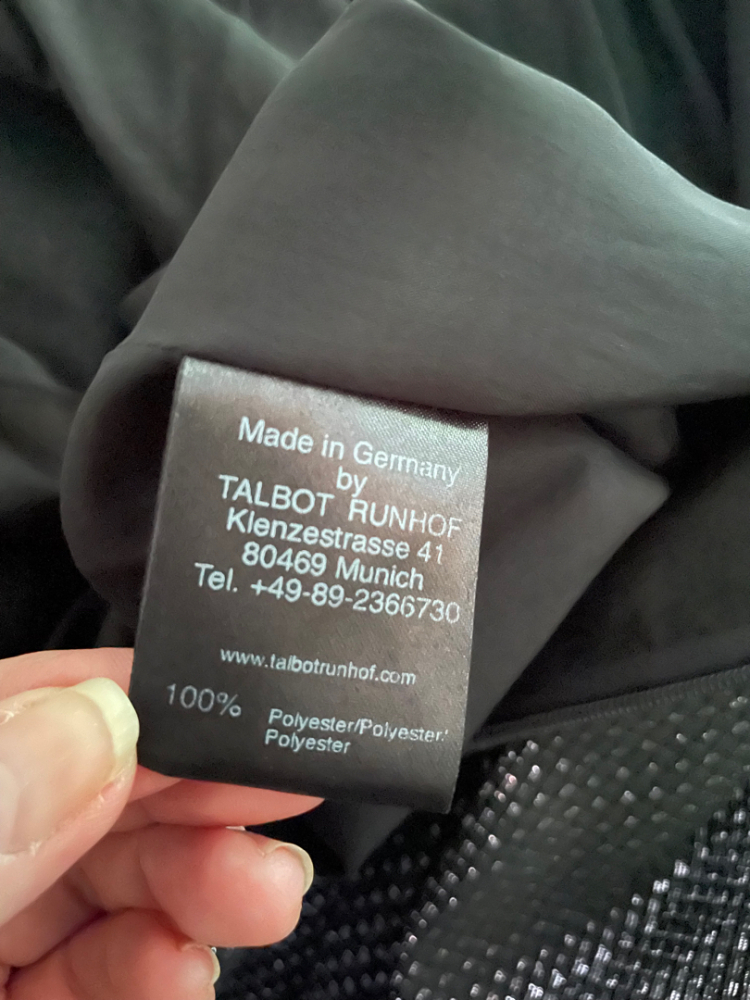 Made in Germany
by
TALBOT RUNHOF
Klenzestrasse 41
80469 Munich
Tel. +49-89-2366730
www.talbotrunhof.com
100% Polyester/Polyester/
Polyester